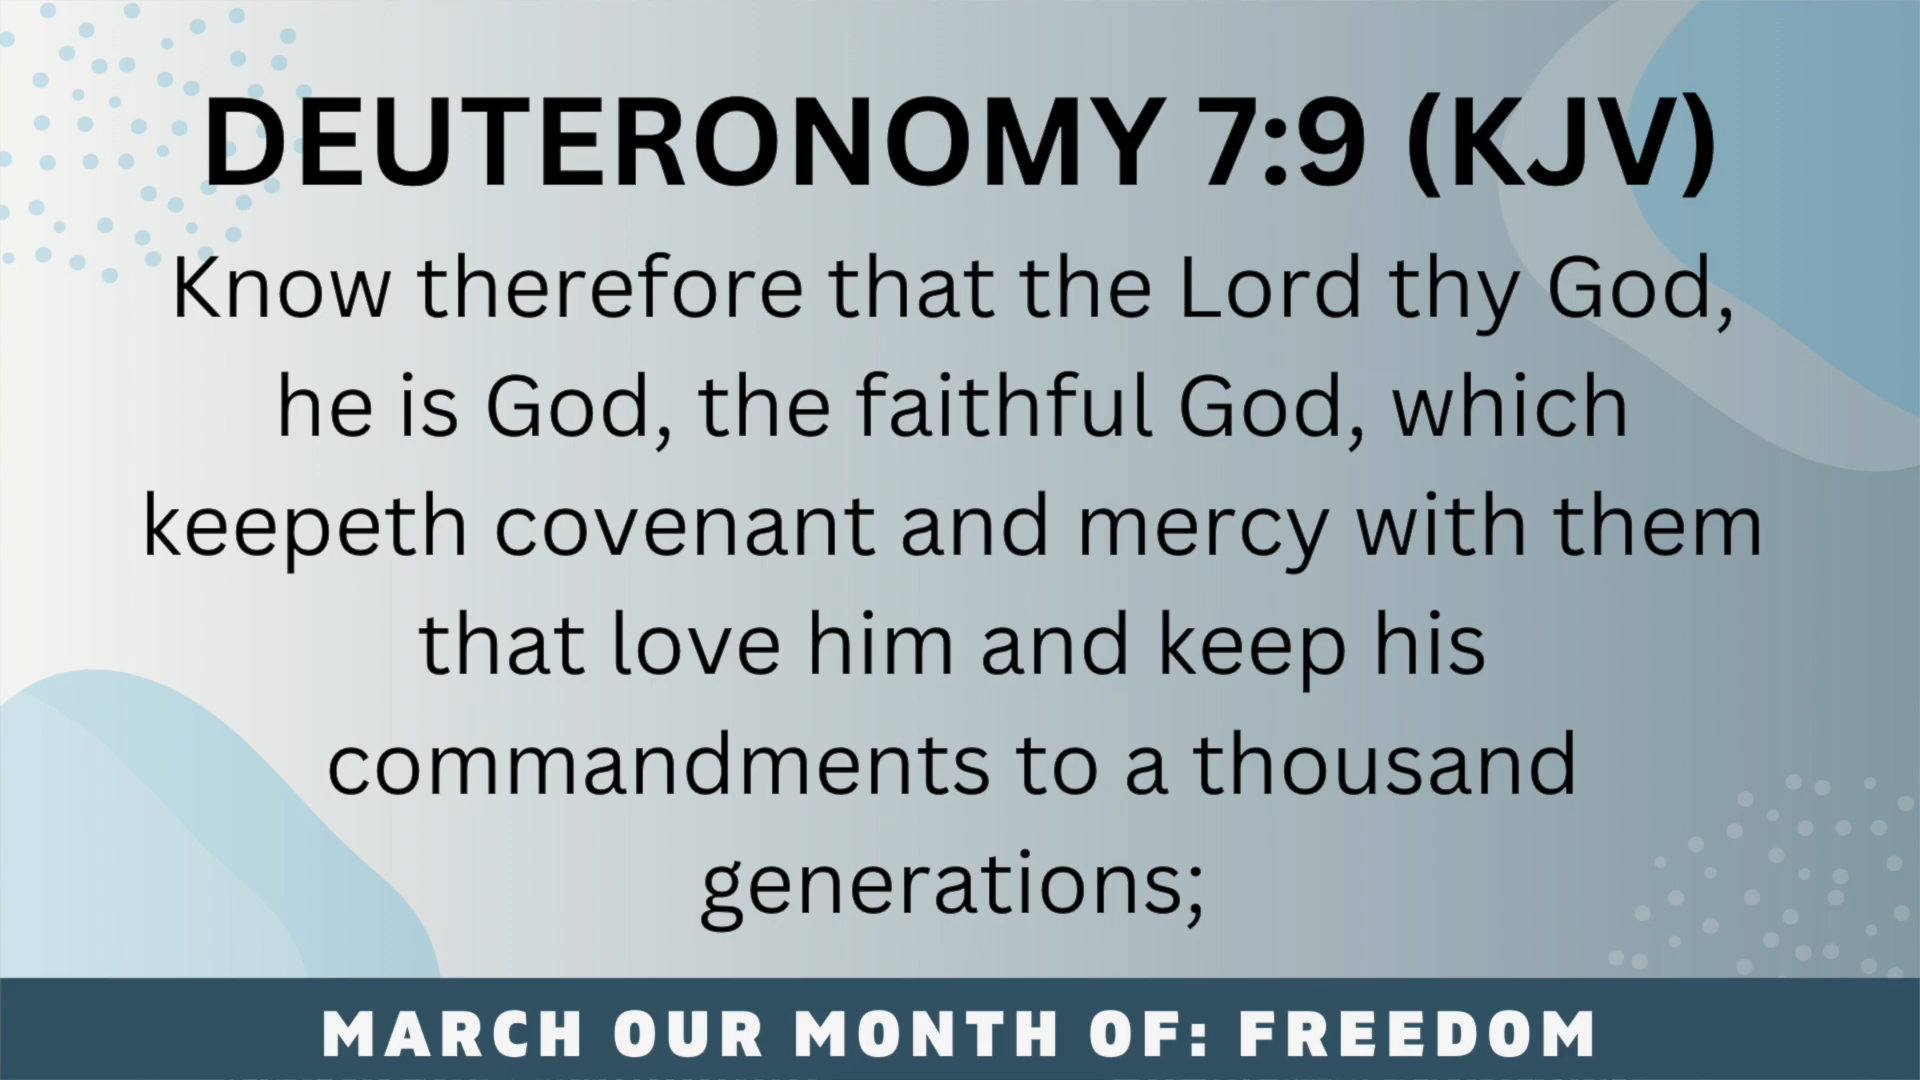 DEUTERONOMY 7:9 (KJV)
Know therefore that the Lord thy God,
he is God, the faithful God, which
keepeth covenant and mercy with them
that love him and keep his
commandments to a thousand
generations;
MARCH OUR MONTH OF: FREEDOM